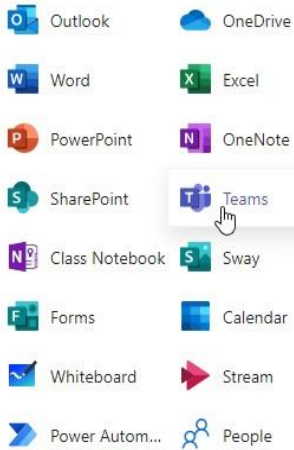 Outlook OneDrive
Word Excel
PowerPoint OneNote
SharePoint Teams
Class Notebook Sway
Forms Calendar
Whiteboard Stream
Power Autom... People